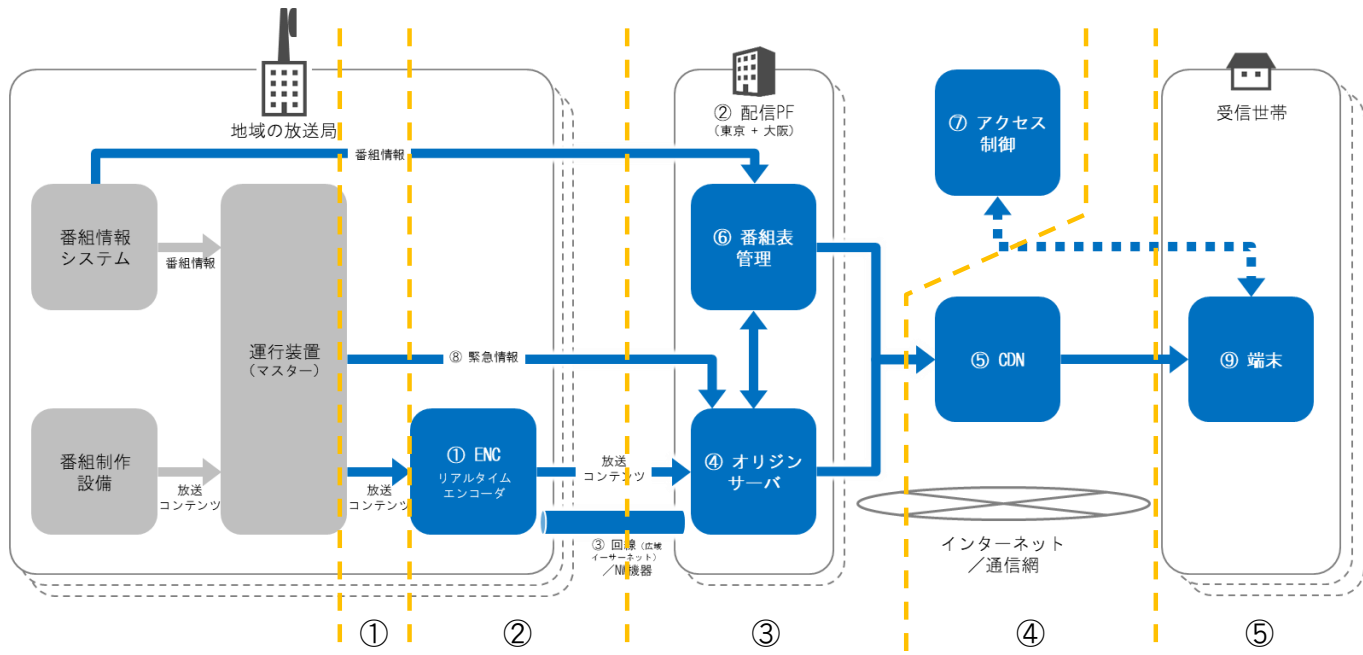 地域の放送局
② 配信PF
(東京 + 大阪)
⑦ アクセス
制御
受信世帯
番組情報
番組情報
システム
番組情報
運行装置
(マスター)
⑥ 番組表
管理
⑧ 緊急情報
⑤ CDN
⑨ 端末
番組制作
設備
放送
コンテンツ
放送
コンテンツ
① ENC
リアルタイム
エンコーダ
放送
コンテンツ
④ オリジン
サーバ
③ 回線 (広域
イーサーネット)
/NW機器
インターネット
/通信網
①
②
③
④
⑤